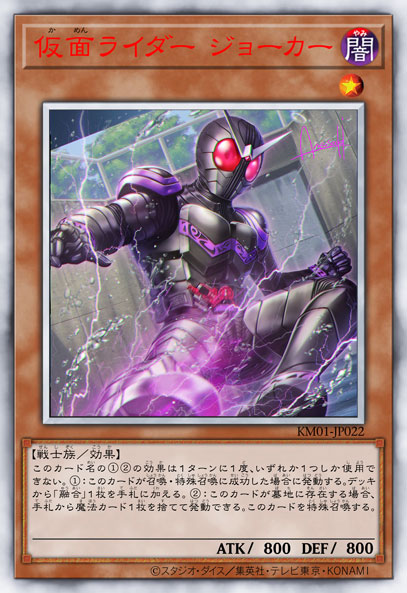 仮面ライダー ジョーカー
闇
KM01-JP022
【戦士族／効果】
このカード名の①②の効果は１ターンに１度、いずれか１つしか使用で
きない。①：このカードが召喚・特殊召喚に成功した場合に発動する。デッキ
から「融合」１枚を手札に加える。②：このカードが墓地に存在する場合、
手札から魔法カード１枚を捨てて発動できる。このカードを特殊召喚する。
ATK/ 800 DEF/ 800
©スタジオ・ダイス／集英社・テレビ東京・KONAMI